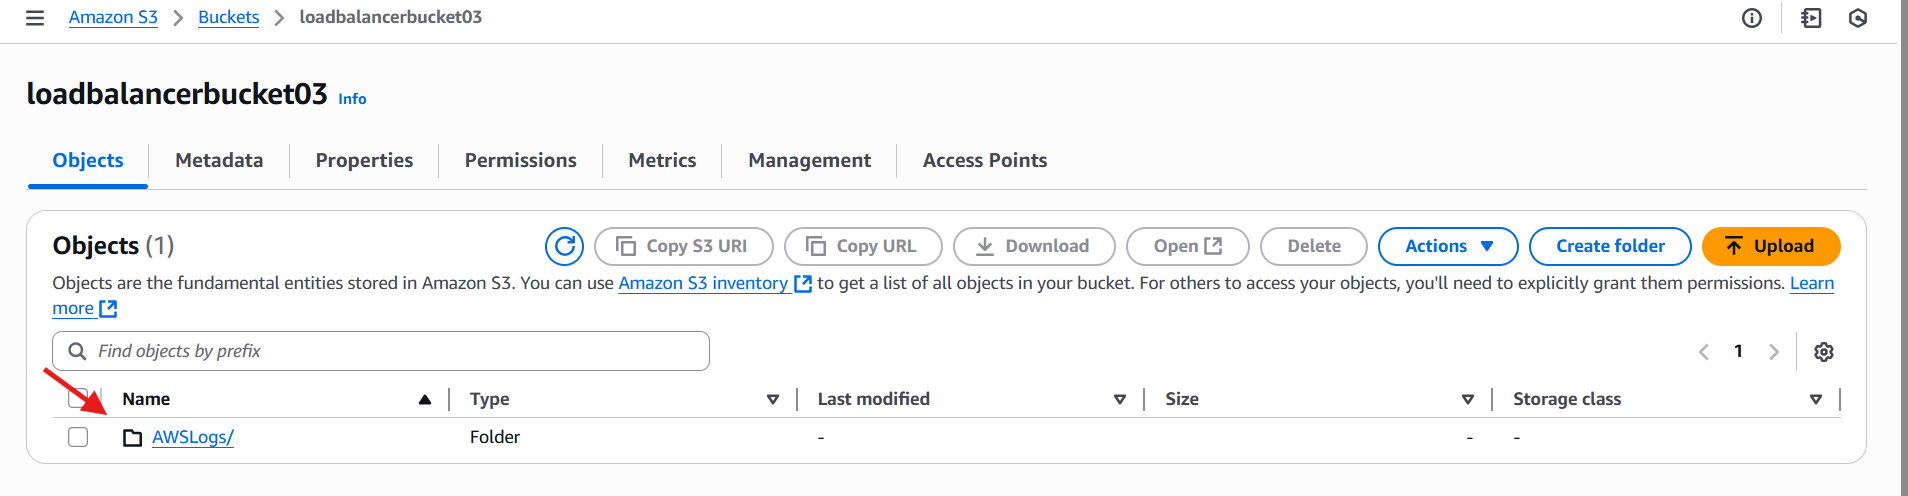 Amazon S3 > Buckets > loadbalancerbucket03
loadbalancerbucket03 Info
Objects Metadata Properties Permissions Metrics Management Access Points
Objects (1) Copy S3 URI Copy URL Download Open Delete Actions Create folder Upload
Objects are the fundamental entities stored in Amazon S3. You can use Amazon S3 inventory to get a list of all objects in your bucket. For others to access your objects, you'll need to explicitly grant them permissions. Learn
more
Find objects by prefix 1
Name Type Last modified Size Storage class
AWSLogs/ Folder - - -